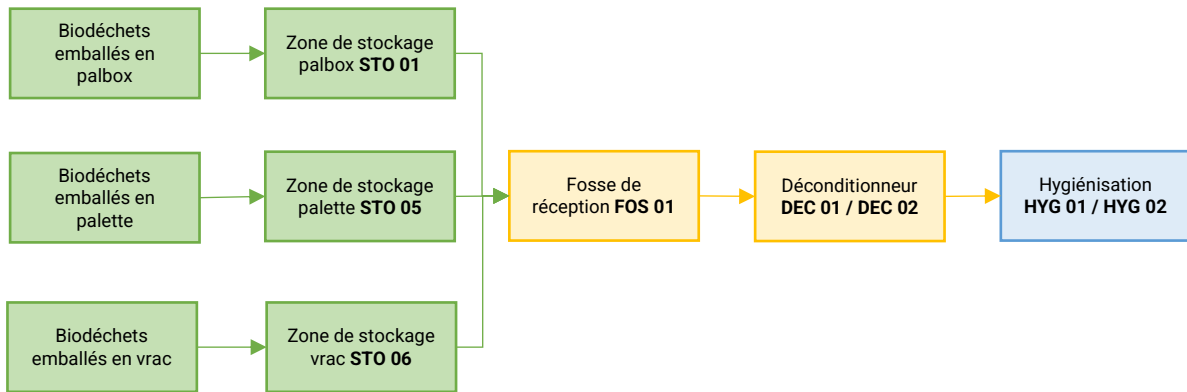 Biodéchets
emballés en
palbox
Zone de stockage
palbox STO 01
Biodéchets
emballés en
palette
Zone de stockage
palette STO 05
Fosse de
réception FOS 01
Déconditionneur
DEC 01 / DEC 02
Hygiénisation
HYG 01 / HYG 02
Biodéchets
emballés en vrac
Zone de stockage
vrac STO 06